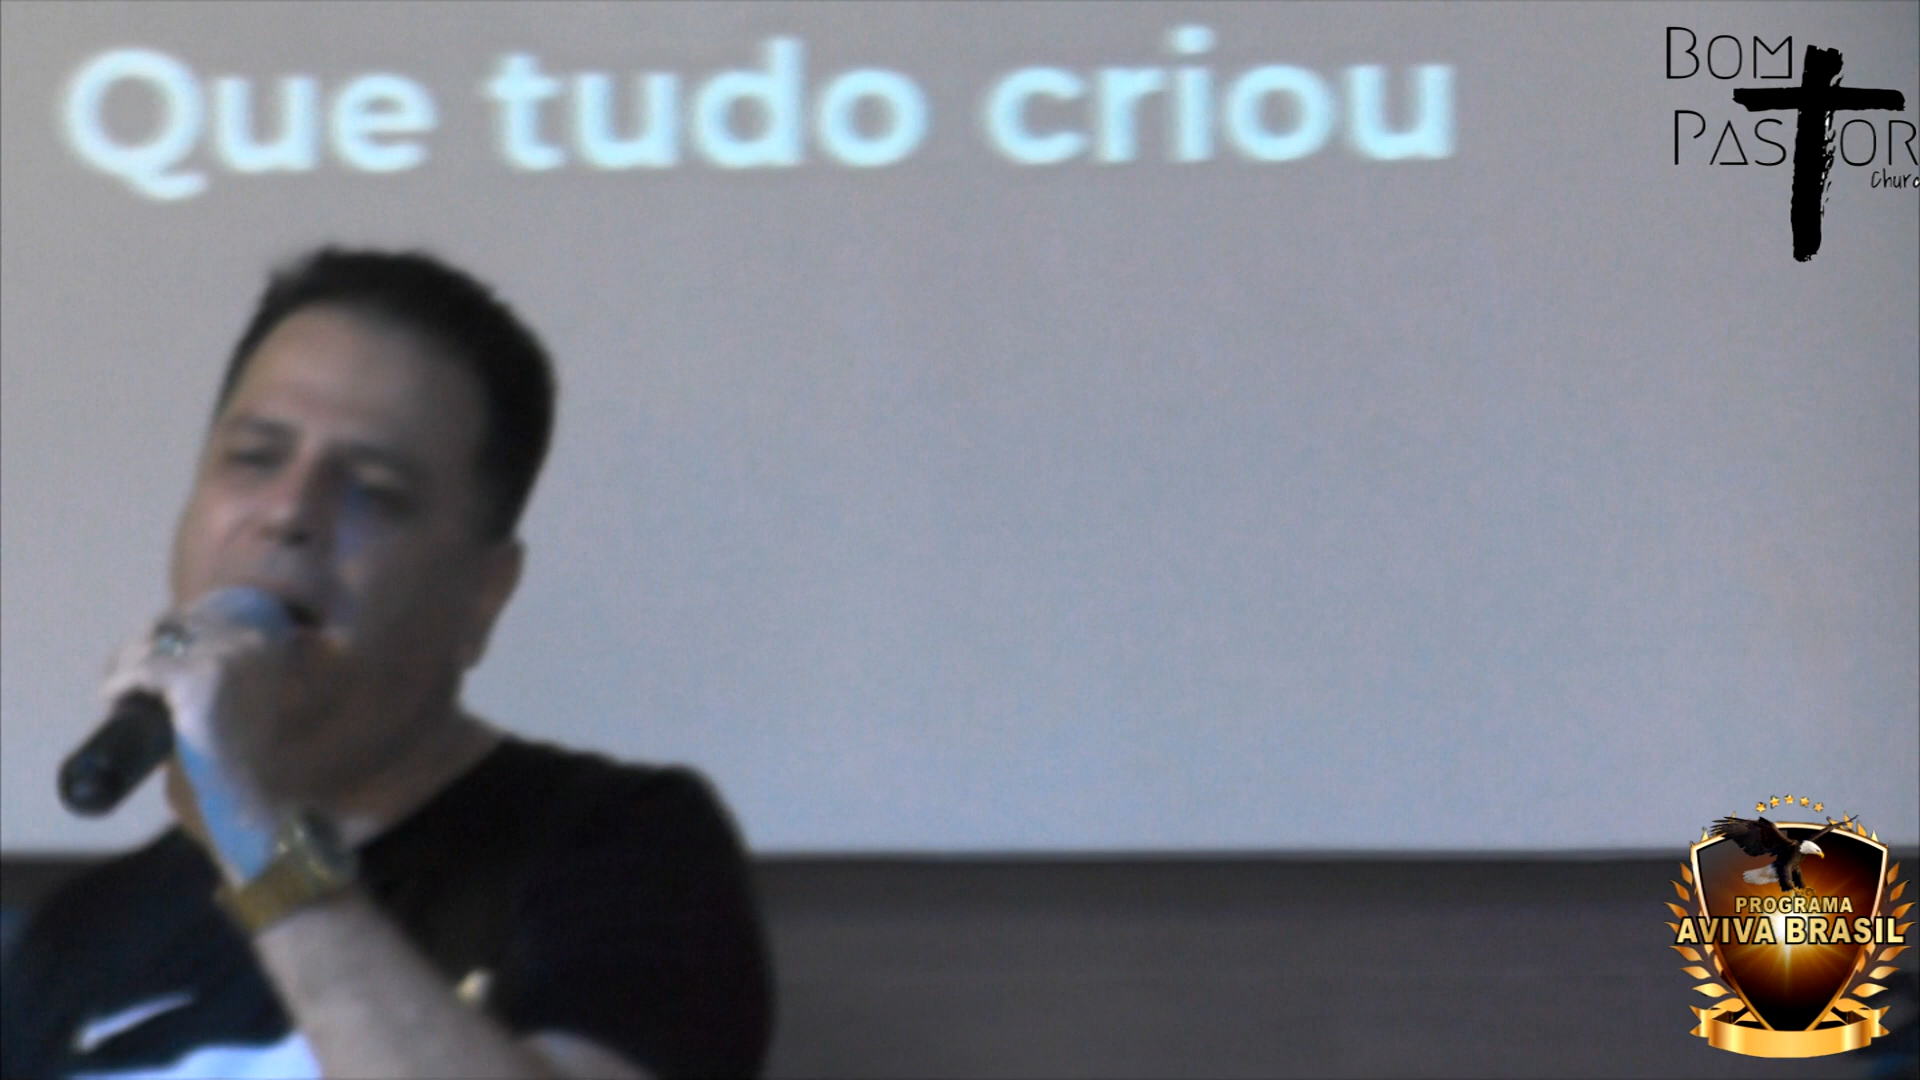 Que tudo criou
BOM
PASTOR
PROGRAMA
AVIVA BRASIL